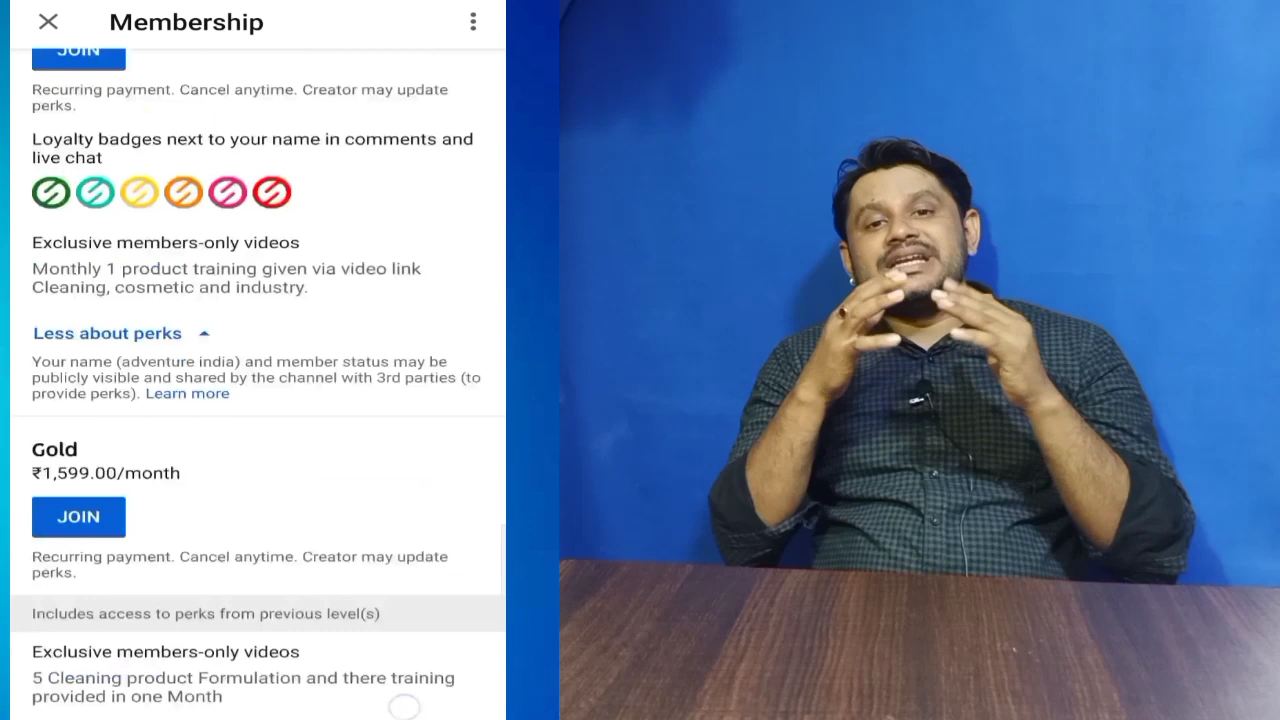 Membership
JOIN
Recurring payment. Cancel anytime. Creator may update
perks.
Loyalty badges next to your name in comments and
live chat
Exclusive members-only videos
Monthly 1 product training given via video link
Cleaning, cosmetic and industry.
Less about perks
Your name (adventure india) and member status may be
publicly visible and shared by the channel with 3rd parties (to
provide perks). Learn more
Gold
₹1,599.00/month
JOIN
Recurring payment. Cancel anytime. Creator may update
perks.
Includes access to perks from previous level(s)
Exclusive members-only videos
5 Cleaning product Formulation and there training
provided in one Month